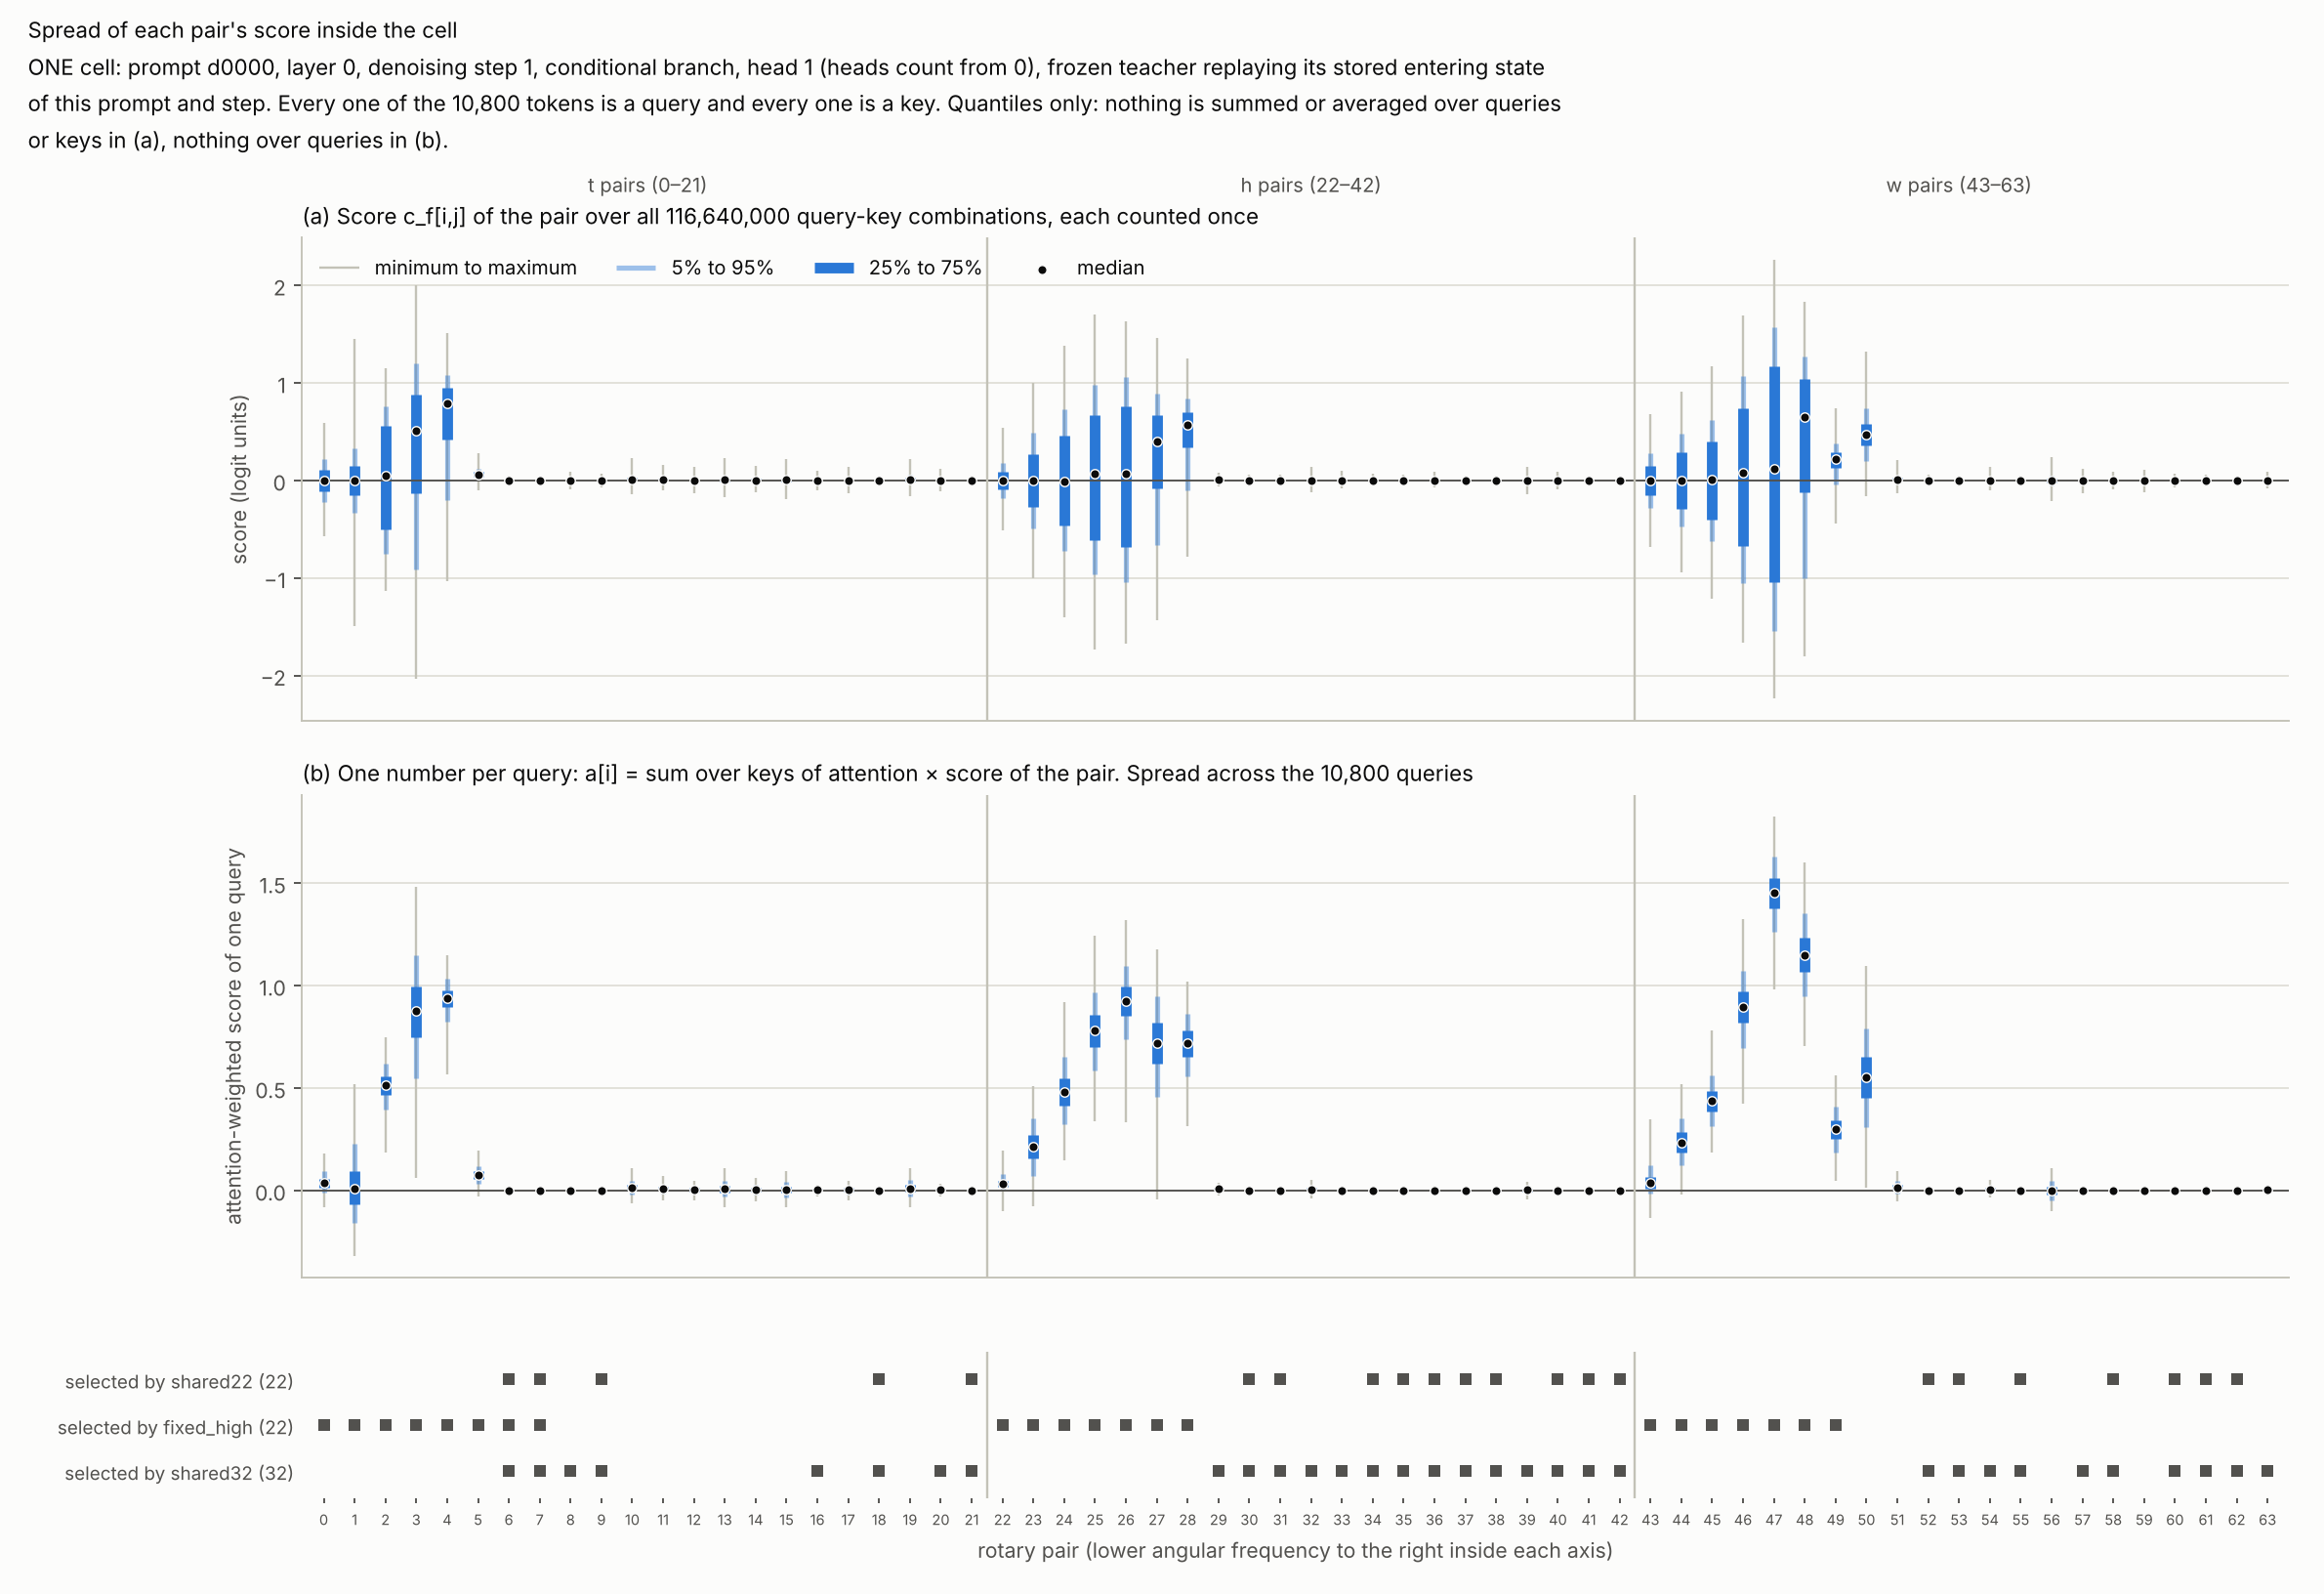 Spread of each pair's score inside the cell
ONE cell: prompt d0000, layer 0, denoising step 1, conditional branch, head 1 (heads count from 0), frozen teacher replaying its stored entering state
of this prompt and step. Every one of the 10,800 tokens is a query and every one is a key. Quantiles only: nothing is summed or averaged over queries
or keys in (a), nothing over queries in (b).
t pairs (0–21) h pairs (22–42) w pairs (43–63)
(a) Score c_f[i,j] of the pair over all 116,640,000 query-key combinations, each counted once
minimum to maximum 5% to 95% 25% to 75% median
score (logit units)
2
1
0
−1
−2
(b) One number per query: a[i] = sum over keys of attention × score of the pair. Spread across the 10,800 queries
attention-weighted score of one query
1.5
1.0
0.5
0.0
selected by shared22 (22)
selected by fixed_high (22)
selected by shared32 (32)
0 1 2 3 4 5 6 7 8 9 10 11 12 13 14 15 16 17 18 19 20 21 22 23 24 25 26 27 28 29 30 31 32 33 34 35 36 37 38 39 40 41 42 43 44 45 46 47 48 49 50 51 52 53 54 55 56 57 58 59 60 61 62 63
rotary pair (lower angular frequency to the right inside each axis)